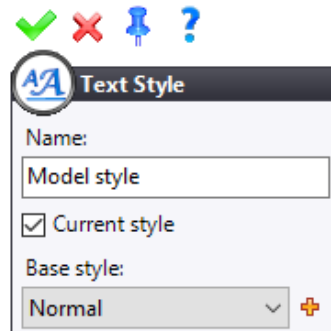 Text Style
Name:
Model style
Current style
Base style:
Normal